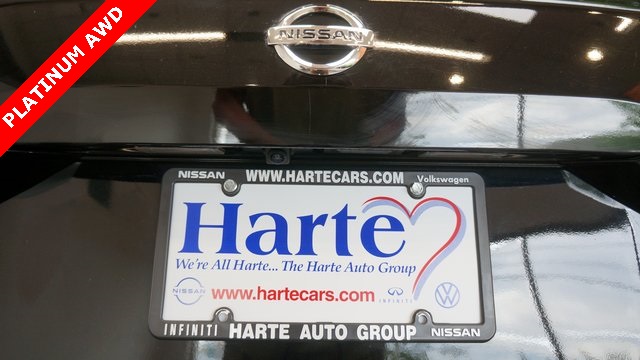 PLATINUM AWD
NISSAN
NISSAN WWW.HARTECARS.COM Volkswagen
Harte
We're All Harte... The Harte Auto Group
NISSAN www.hartecars.com INFINITI
INFINITI HARTE AUTO GROUP NISSAN